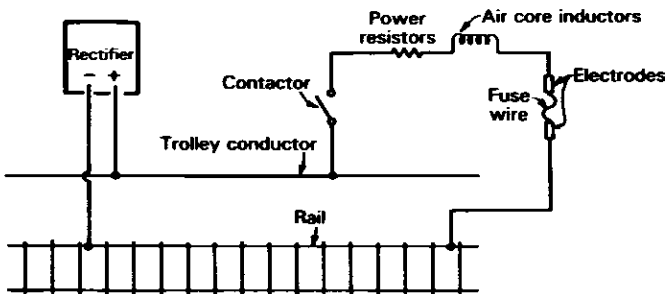 Rectifier
− +
Power
resistors
Air core inductors
Contactor
Electrodes
Fuse
wire
Trolley conductor
Rail